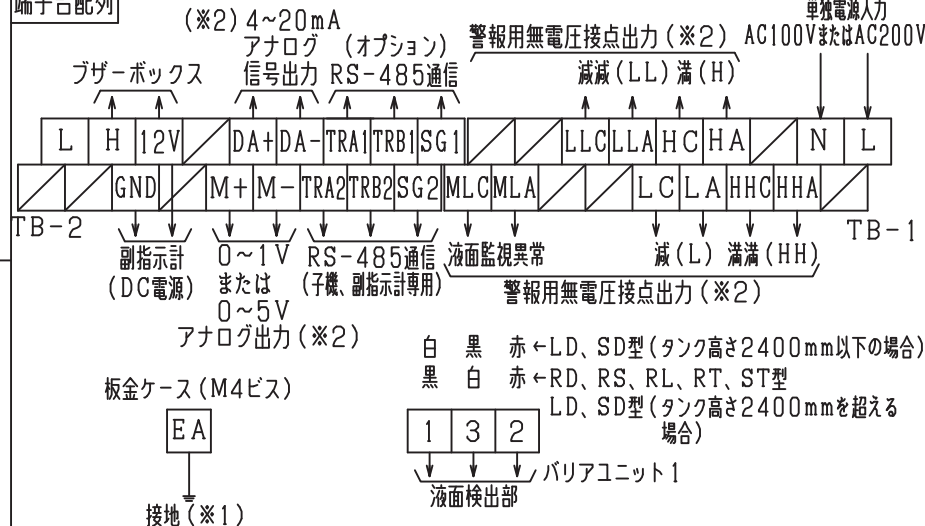 端子台配列
(※2) 4~20mA
アナログ
信号出力
(オプション)
RS-485通信
ブザーボックス
警報用無電圧接点出力(※2)
減減(LL) 満(H)
単独電源入力
AC100VまたはAC200V
L H 12V DA+ DA- TRA1 TRB1 SG1 LLC LLA HC HA N L
GND M+ M- TRA2 TRB2 SG2 MLC MLA LC LA HHC HHA
TB-2
TB-1
副指示計
(DC電源)
0~1V
または
0~5V
アナログ出力(※2)
RS-485通信
(子機、副指示計専用)
液面監視異常
減(L) 満満(HH)
警報用無電圧接点出力(※2)
白 黒 赤←LD、SD型(タンク高さ2400mm以下の場合)
黒 白 赤←RD、RS、RL、RT、ST型
LD、SD型(タンク高さ2400mmを超える
場合)
板金ケース(M4ビス)
EA
接地(※1)
1 3 2
バリアユニット1
液面検出部